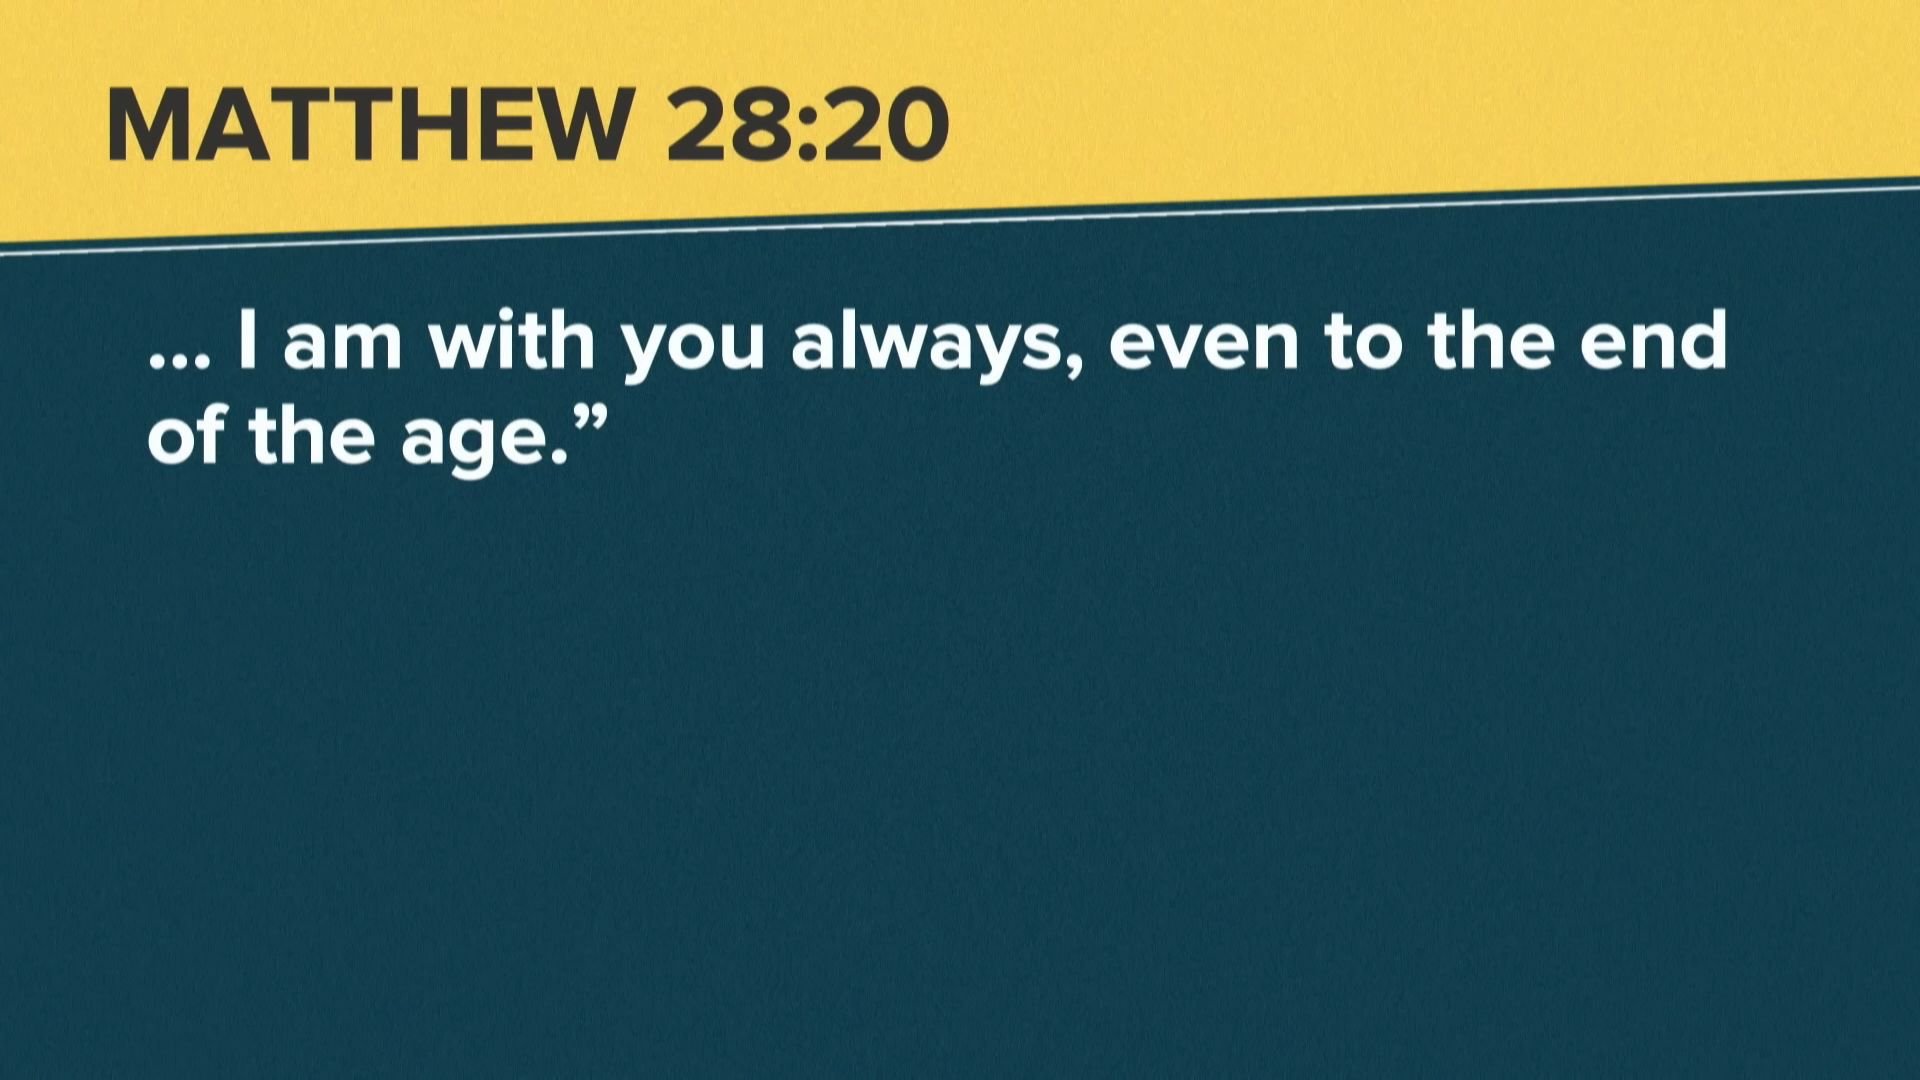 MATTHEW 28:20
... I am with you always, even to the end
of the age.”